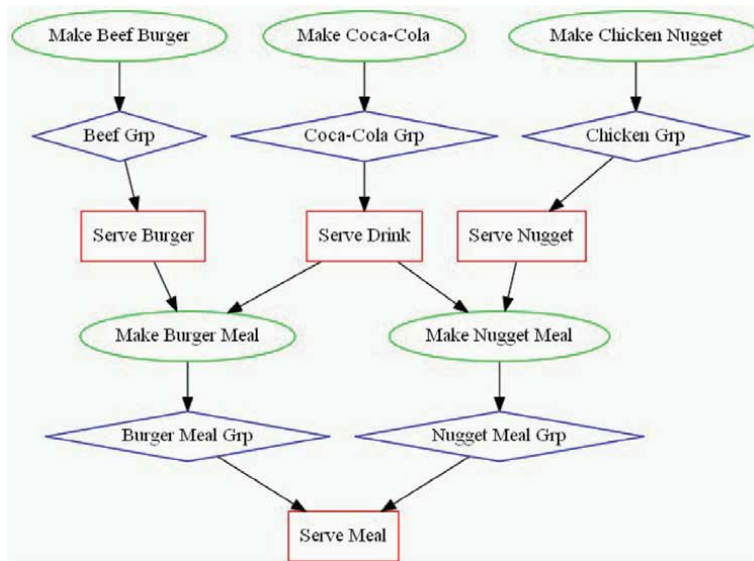 Make Beef Burger
Make Coca-Cola
Make Chicken Nugget
Beef Grp
Coca-Cola Grp
Chicken Grp
Serve Burger
Serve Drink
Serve Nugget
Make Burger Meal
Make Nugget Meal
Burger Meal Grp
Nugget Meal Grp
Serve Meal